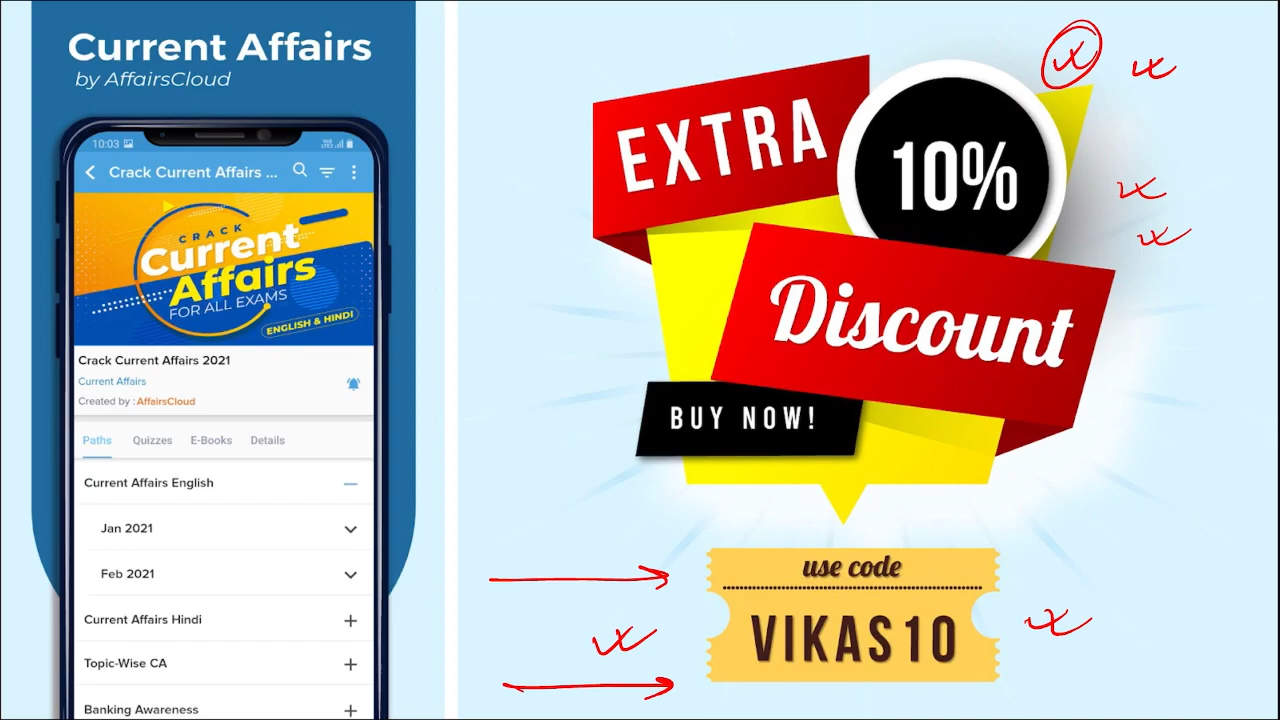 Current Affairs
by AffairsCloud
10:03
Crack Current Affairs ...
CRACK
Current
Affairs
FOR ALL EXAMS
ENGLISH & HINDI
Crack Current Affairs 2021
Current Affairs
Created by : AffairsCloud
Paths Quizzes E-Books Details
Current Affairs English
Jan 2021
Feb 2021
Current Affairs Hindi
Topic-Wise CA
Banking Awareness
EXTRA
10%
Discount
BUY NOW!
use code
VIKAS10